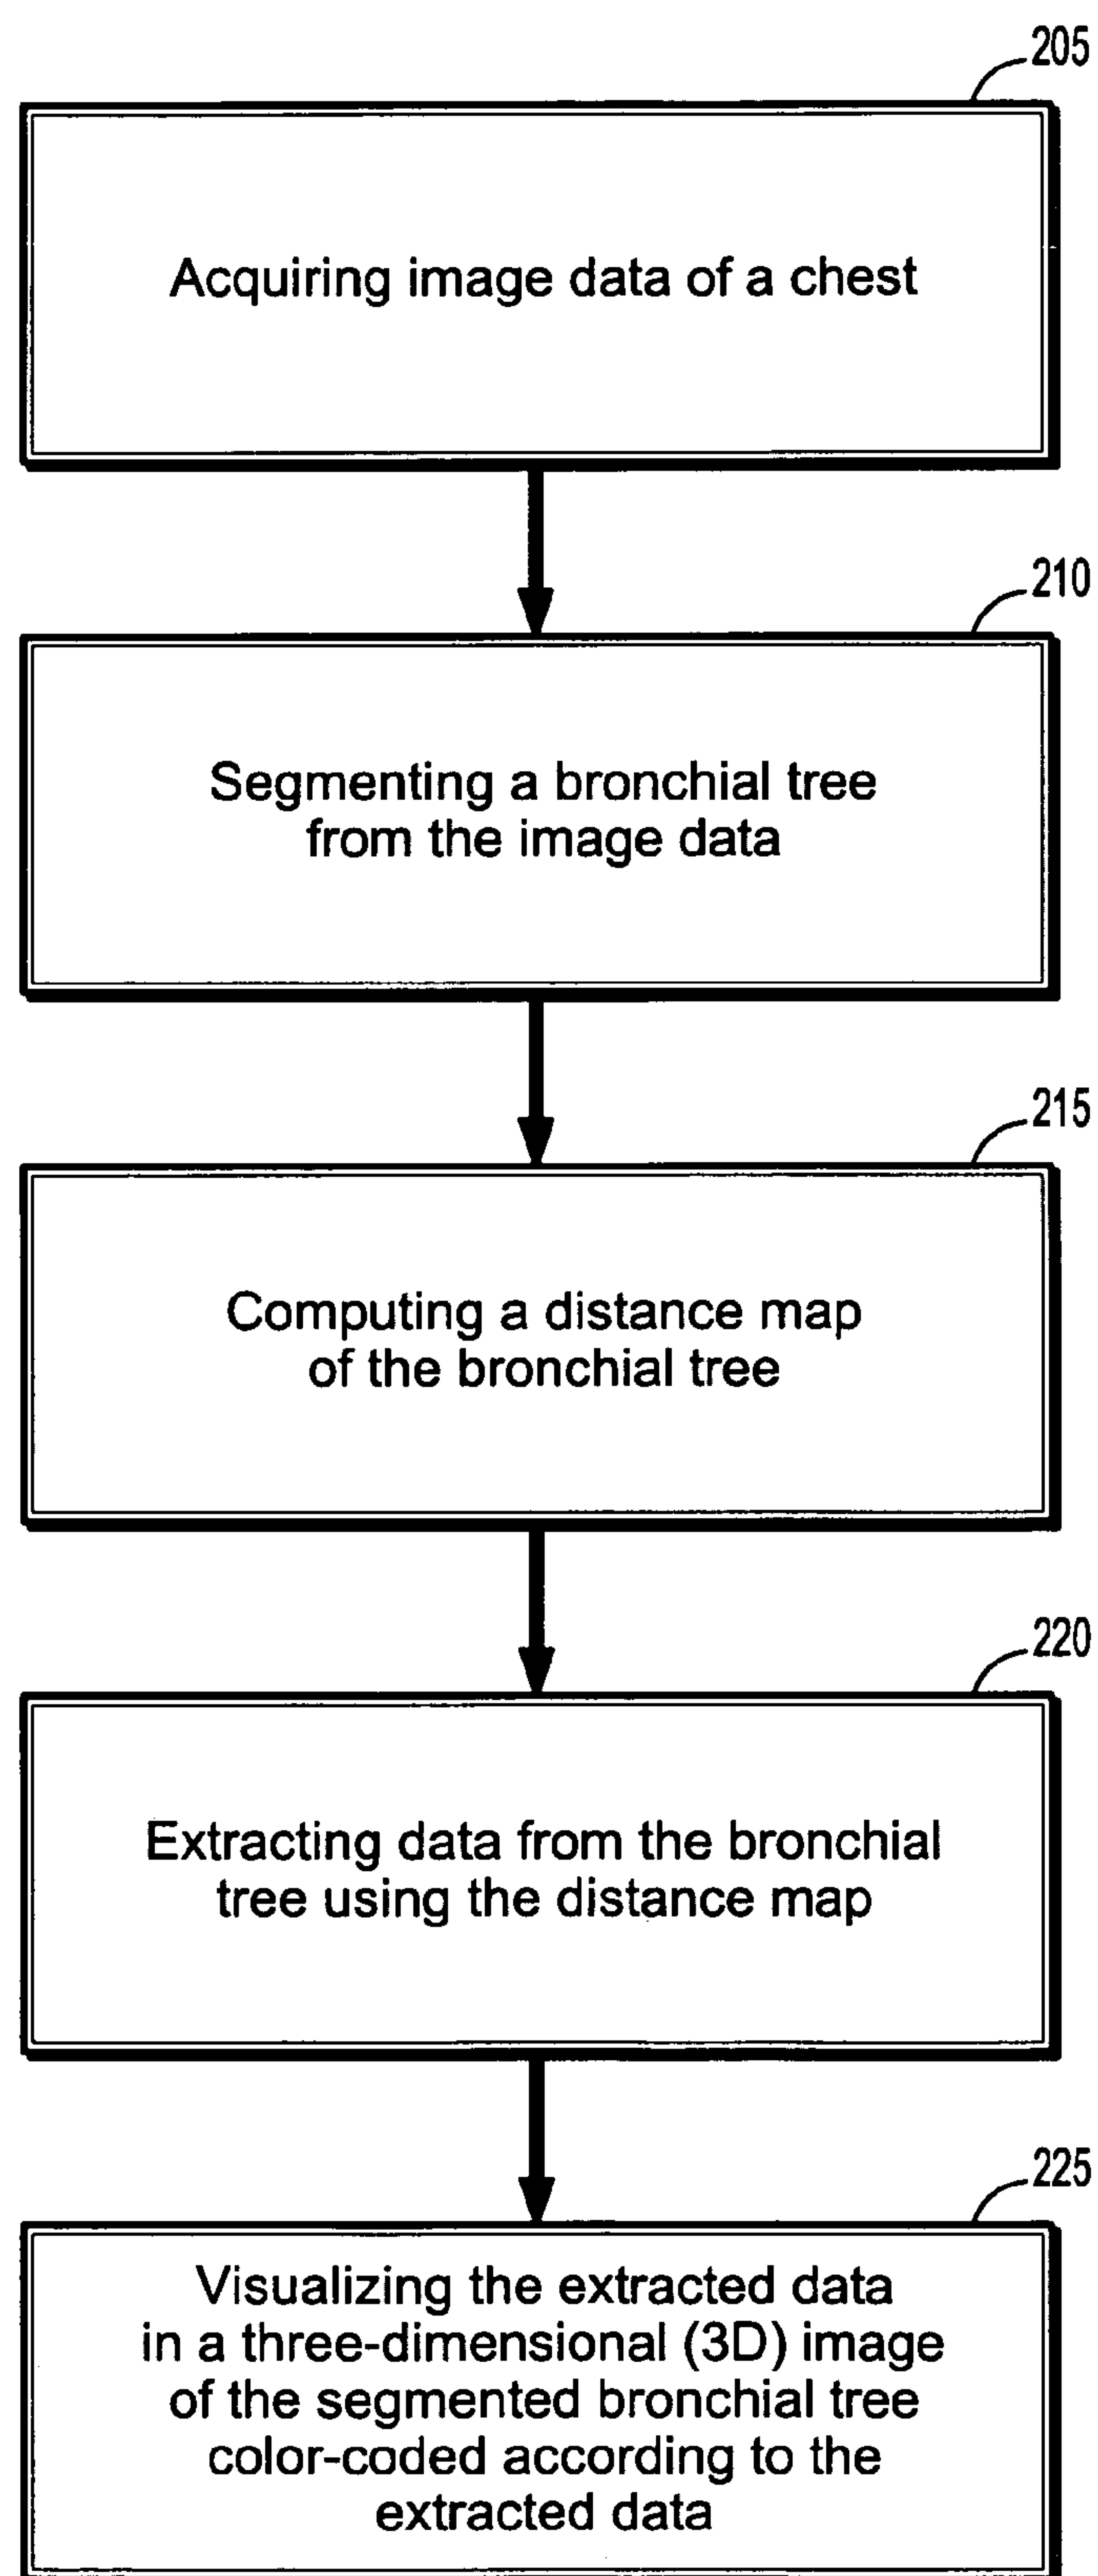 205
Acquiring image data of a chest
210
Segmenting a bronchial tree
from the image data
215
Computing a distance map
of the bronchial tree
220
Extracting data from the bronchial
tree using the distance map
225
Visualizing the extracted data
in a three-dimensional (3D) image
of the segmented bronchial tree
color-coded according to the
extracted data